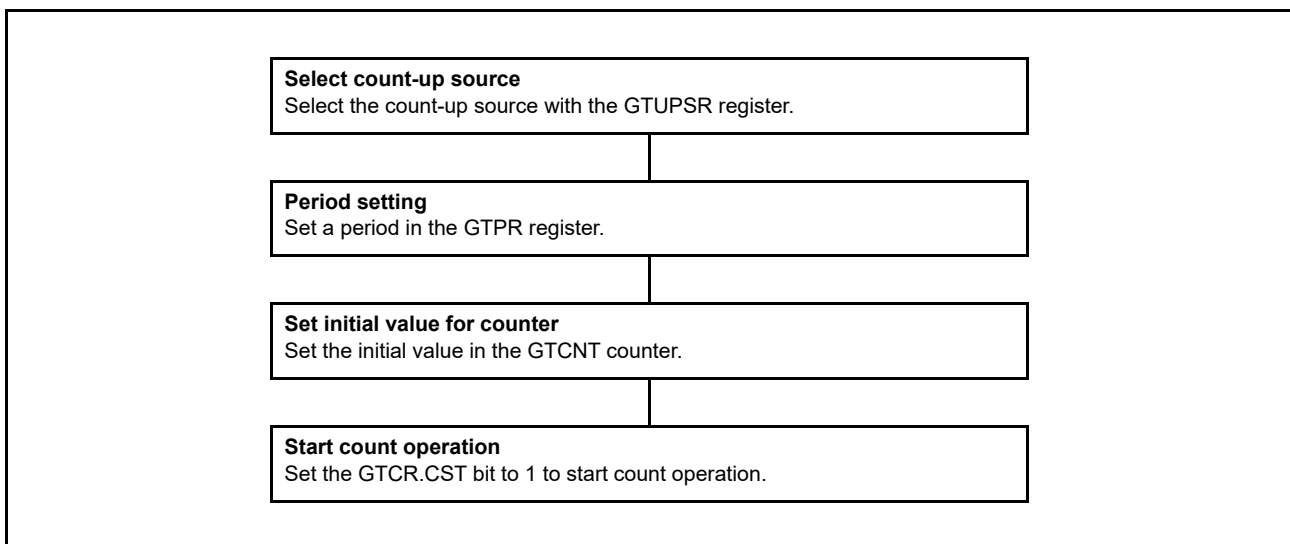 Select count-up source
Select the count-up source with the GTUPSR register.
Period setting
Set a period in the GTPR register.
Set initial value for counter
Set the initial value in the GTCNT counter.
Start count operation
Set the GTCR.CST bit to 1 to start count operation.